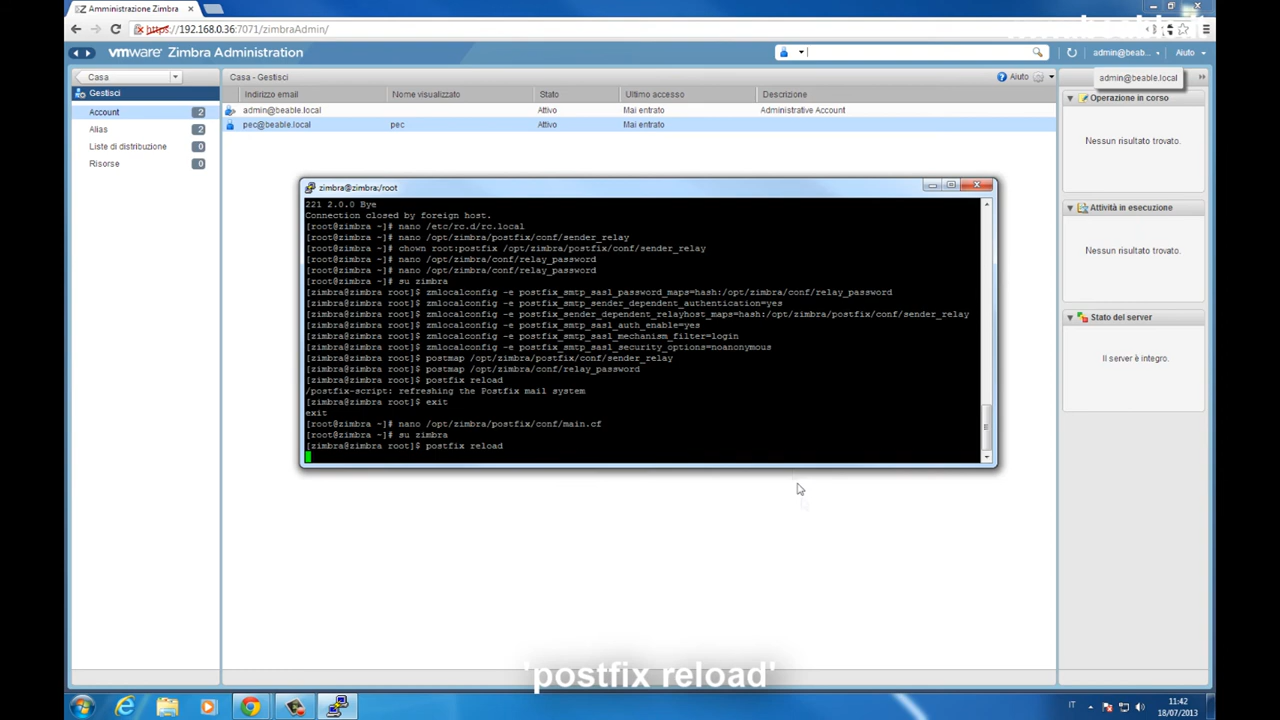 Amministrazione Zimbra
https://192.168.0.36:7071/zimbraAdmin/
vmware Zimbra Administration
admin@beab...
Aiuto
admin@beable.local
Casa
Casa - Gestisci
Aiuto
Gestisci
Account 2
Alias 2
Liste di distribuzione 0
Risorse 0
Indirizzo email Nome visualizzato Stato Ultimo accesso Descrizione
admin@beable.local Attivo Mai entrato Administrative Account
pec@beable.local pec Attivo Mai entrato
Operazione in corso
Nessun risultato trovato.
Attività in esecuzione
Nessun risultato trovato.
Stato del server
Il server è integro.
zimbra@zimbra:/root
221 2.0.0 Bye
Connection closed by foreign host.
[root@zimbra ~]# nano /etc/rc.d/rc.local
[root@zimbra ~]# nano /opt/zimbra/postfix/conf/sender_relay
[root@zimbra ~]# chown root:postfix /opt/zimbra/postfix/conf/sender_relay
[root@zimbra ~]# nano /opt/zimbra/conf/relay_password
[root@zimbra ~]# nano /opt/zimbra/conf/relay_password
[root@zimbra ~]# su zimbra
[zimbra@zimbra root]$ zmlocalconfig -e postfix_smtp_sasl_password_maps=hash:/opt/zimbra/conf/relay_password
[zimbra@zimbra root]$ zmlocalconfig -e postfix_smtp_sender_dependent_authentication=yes
[zimbra@zimbra root]$ zmlocalconfig -e postfix_sender_dependent_relayhost_maps=hash:/opt/zimbra/postfix/conf/sender_relay
[zimbra@zimbra root]$ zmlocalconfig -e postfix_smtp_sasl_auth_enable=yes
[zimbra@zimbra root]$ zmlocalconfig -e postfix_smtp_sasl_mechanism_filter=login
[zimbra@zimbra root]$ zmlocalconfig -e postfix_smtp_sasl_security_options=noanonymous
[zimbra@zimbra root]$ postmap /opt/zimbra/postfix/conf/sender_relay
[zimbra@zimbra root]$ postmap /opt/zimbra/conf/relay_password
[zimbra@zimbra root]$ postfix reload
/postfix-script: refreshing the Postfix mail system
[zimbra@zimbra root]$ exit
exit
[root@zimbra ~]# nano /opt/zimbra/postfix/conf/main.cf
[root@zimbra ~]# su zimbra
[zimbra@zimbra root]$ postfix reload
'postfix reload'
IT
11:42
18/07/2013